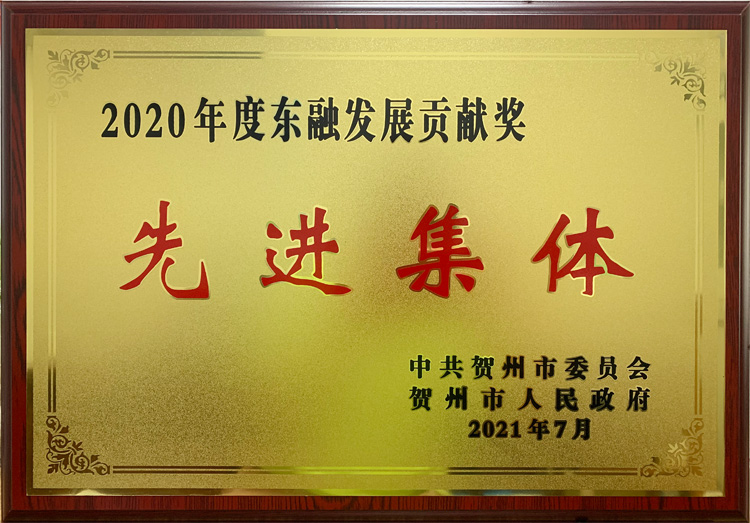 2020年度东融发展贡献奖
先进集体
中共贺州市委员会
贺州市人民政府
2021年7月